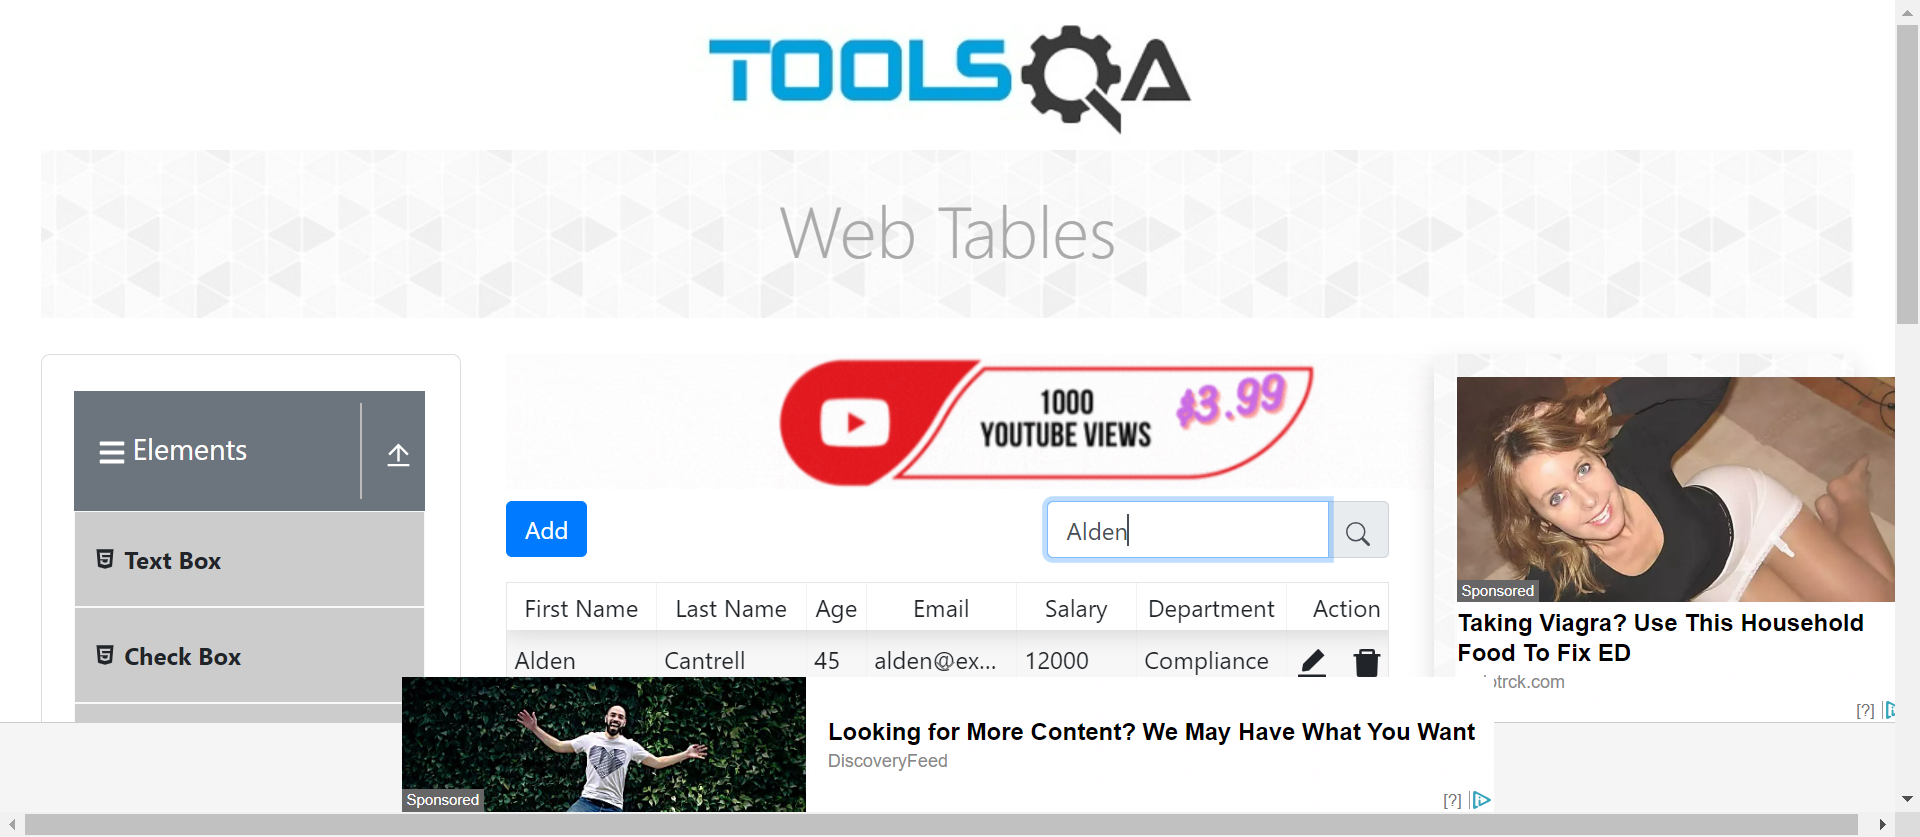 TOOLSQA
Web Tables
Elements
Text Box
Check Box
1000
YOUTUBE VIEWS
$3.99
Add
Alden
First Name Last Name Age Email Salary Department Action
Alden Cantrell 45 alden@ex... 12000 Compliance
Sponsored
Taking Viagra? Use This Household
Food To Fix ED
otrck.com
[?]
Sponsored
Looking for More Content? We May Have What You Want
DiscoveryFeed
[?]